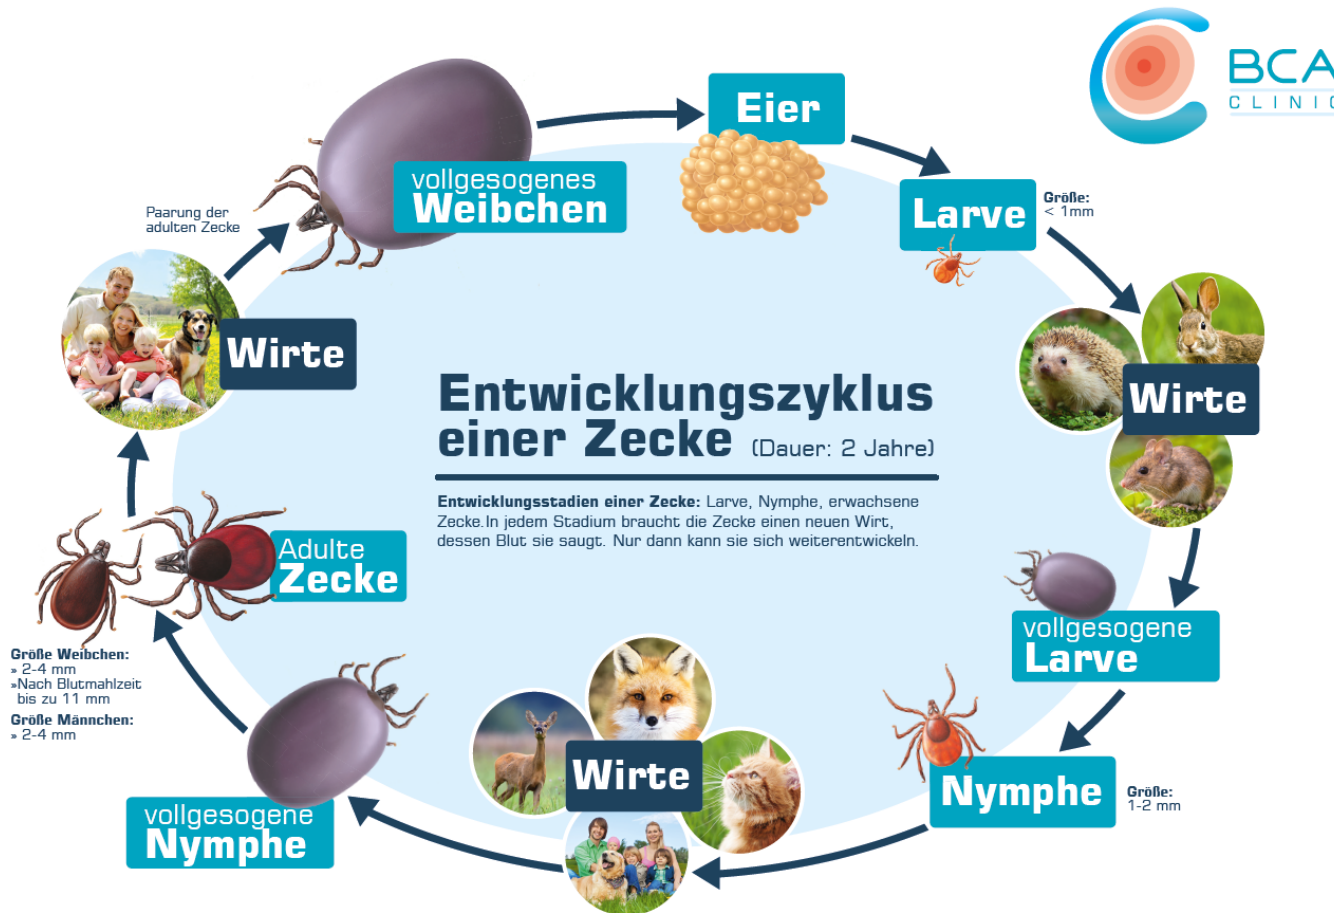 BCA
CLINIC
Eier
vollgesogenes
Weibchen
Larve
Größe:
< 1mm
Paarung der
adulten Zecke
Wirte
Wirte
Entwicklungszyklus
einer Zecke (Dauer: 2 Jahre)
Entwicklungsstadien einer Zecke: Larve, Nymphe, erwachsene
Zecke.In jedem Stadium braucht die Zecke einen neuen Wirt,
dessen Blut sie saugt. Nur dann kann sie sich weiterentwickeln.
Adulte
Zecke
vollgesogene
Larve
Größe Weibchen:
» 2-4 mm
»Nach Blutmahlzeit
bis zu 11 mm
Größe Männchen:
» 2-4 mm
Wirte
Nymphe
Größe:
1-2 mm
vollgesogene
Nymphe